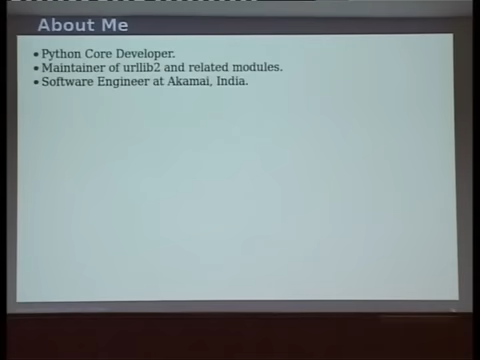 About Me
• Python Core Developer.
• Maintainer of urllib2 and related modules.
• Software Engineer at Akamai, India.